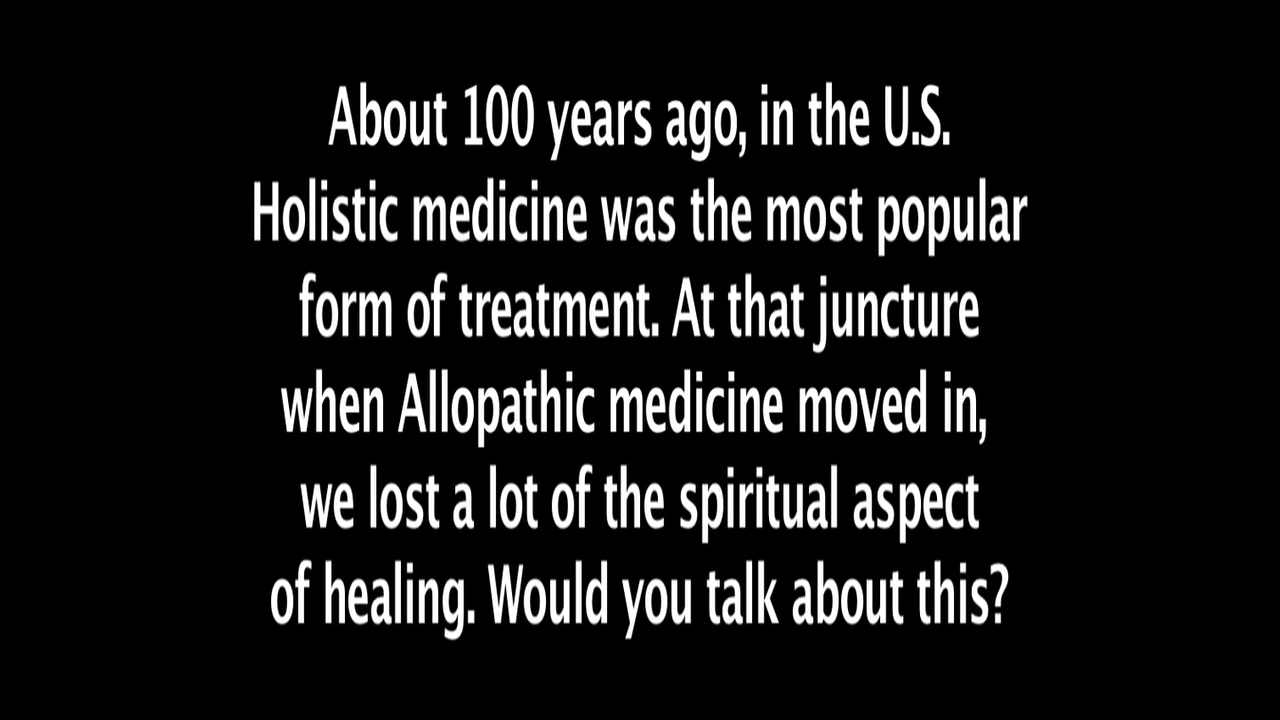 About 100 years ago, in the U.S.
Holistic medicine was the most popular
form of treatment. At that juncture
when Allopathic medicine moved in,
we lost a lot of the spiritual aspect
of healing. Would you talk about this?